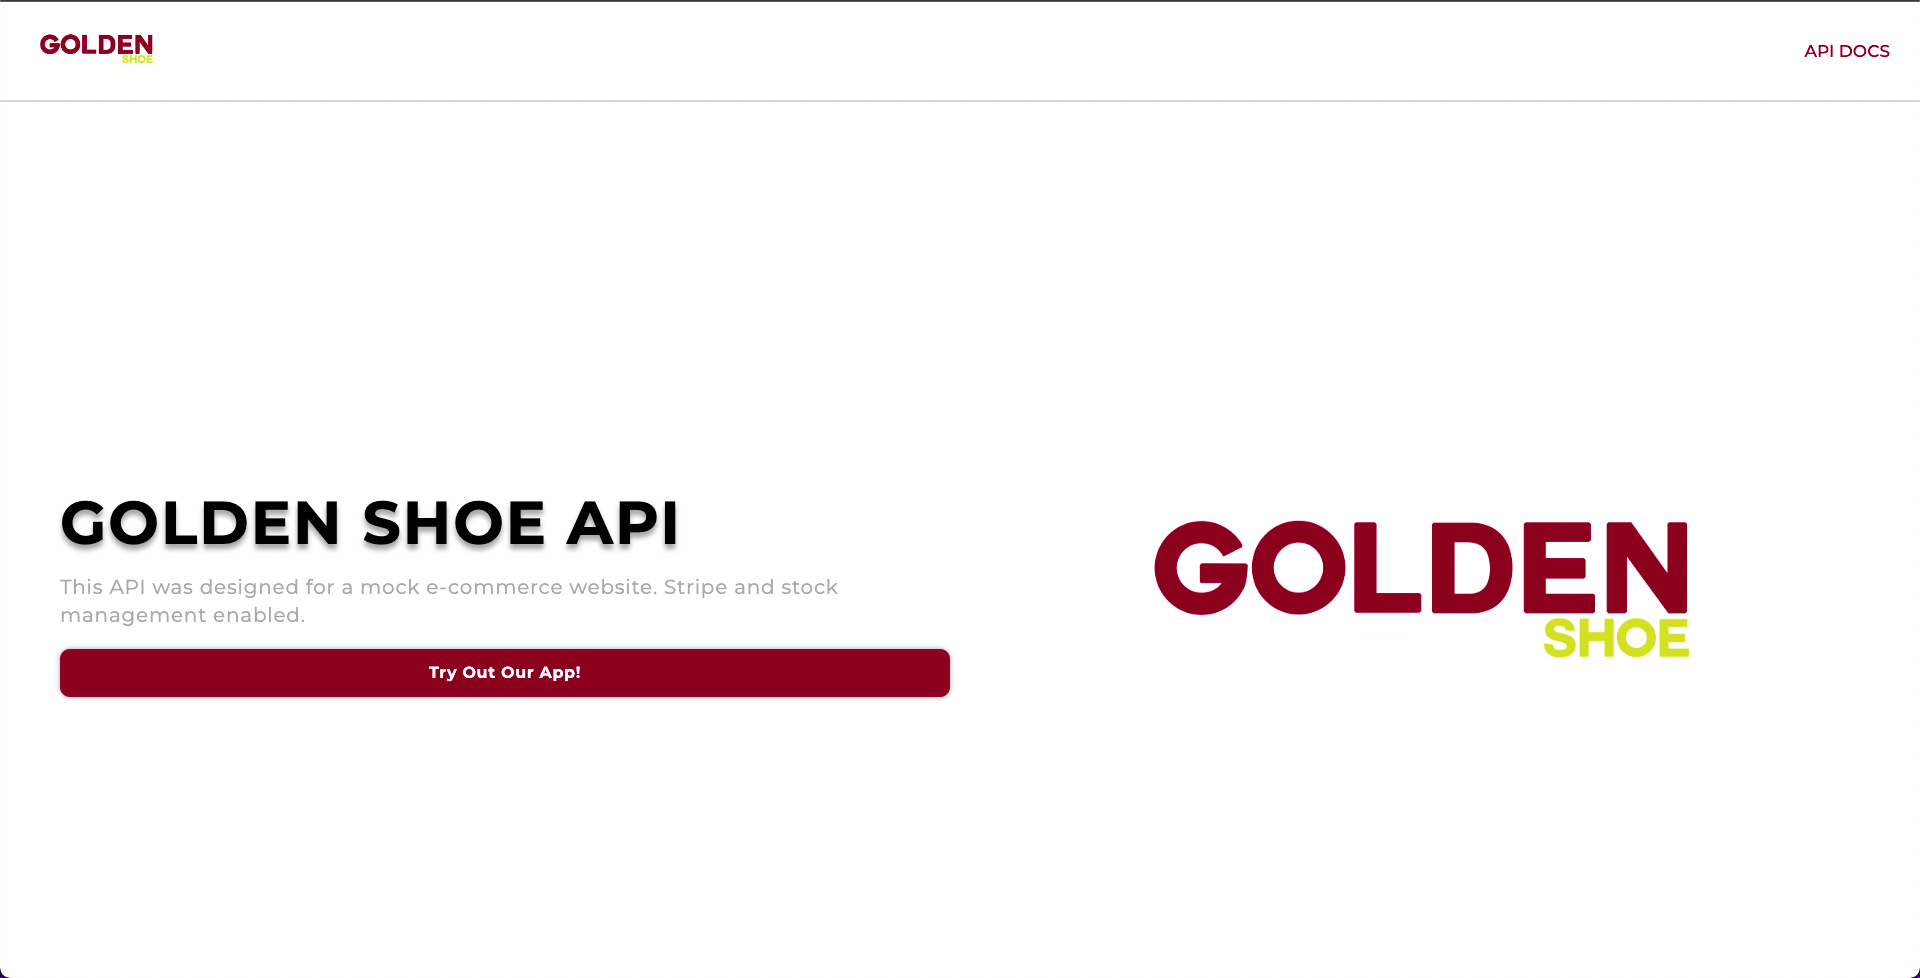 GOLDEN
SHOE
API DOCS
GOLDEN SHOE API
This API was designed for a mock e-commerce website. Stripe and stock
management enabled.
Try Out Our App!
GOLDEN
SHOE